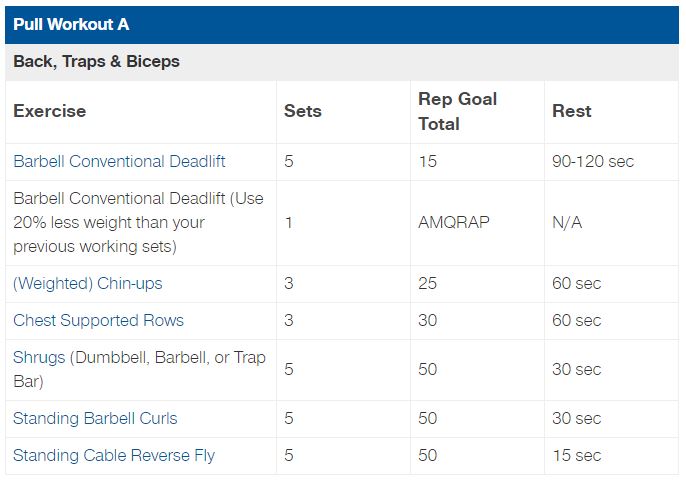 Pull Workout A
Back, Traps & Biceps
Exercise Sets Rep Goal Total Rest
Barbell Conventional Deadlift 5 15 90-120 sec
Barbell Conventional Deadlift (Use 20% less weight than your previous working sets) 1 AMQRAP N/A
(Weighted) Chin-ups 3 25 60 sec
Chest Supported Rows 3 30 60 sec
Shrugs (Dumbbell, Barbell, or Trap Bar) 5 50 30 sec
Standing Barbell Curls 5 50 30 sec
Standing Cable Reverse Fly 5 50 15 sec